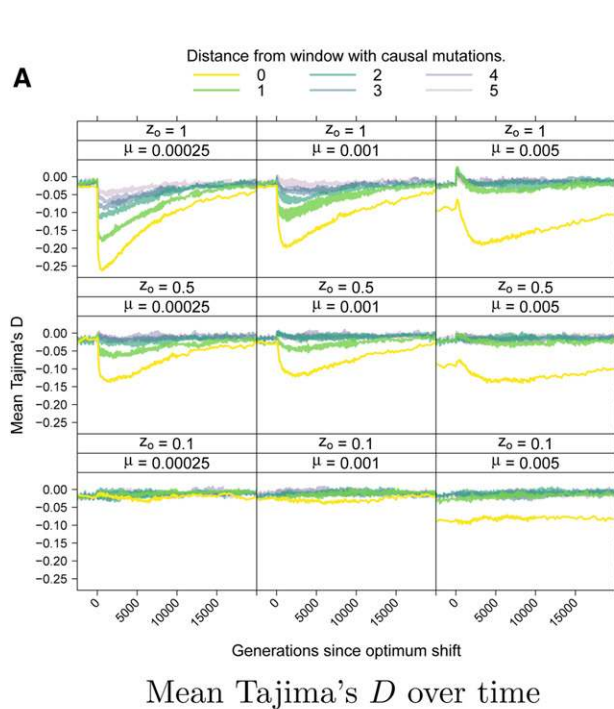 Distance from window with causal mutations.
A
0 2 4
1 3 5
z₀ = 1 z₀ = 1 z₀ = 1
μ = 0.00025 μ = 0.001 μ = 0.005
0.00
−0.05
−0.10
−0.15
−0.20
−0.25
z₀ = 0.5 z₀ = 0.5 z₀ = 0.5
μ = 0.00025 μ = 0.001 μ = 0.005
0.00
−0.05
−0.10
−0.15
−0.20
−0.25
Mean Tajima's D
z₀ = 0.1 z₀ = 0.1 z₀ = 0.1
μ = 0.00025 μ = 0.001 μ = 0.005
0.00
−0.05
−0.10
−0.15
−0.20
−0.25
0 5000 10000 15000 0 5000 10000 15000 0 5000 10000 15000
Generations since optimum shift
Mean Tajima's D over time